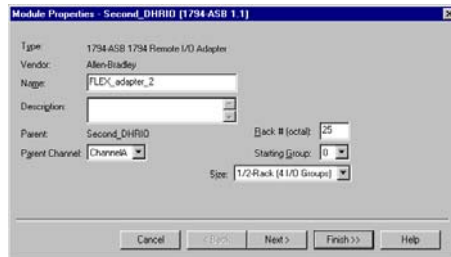 Module Properties - Second_DHRIO (1794-ASB 1.1)
Type: 1794-ASB 1794 Remote I/O Adapter
Vendor: Allen-Bradley
Name: FLEX_adapter_2
Description:
Parent: Second_DHRIO Rack # (octal): 25
Parent Channel: ChannelA Starting Group: 0
Size: 1/2-Rack (4 I/O Groups)
Cancel < Back Next > Finish >> Help